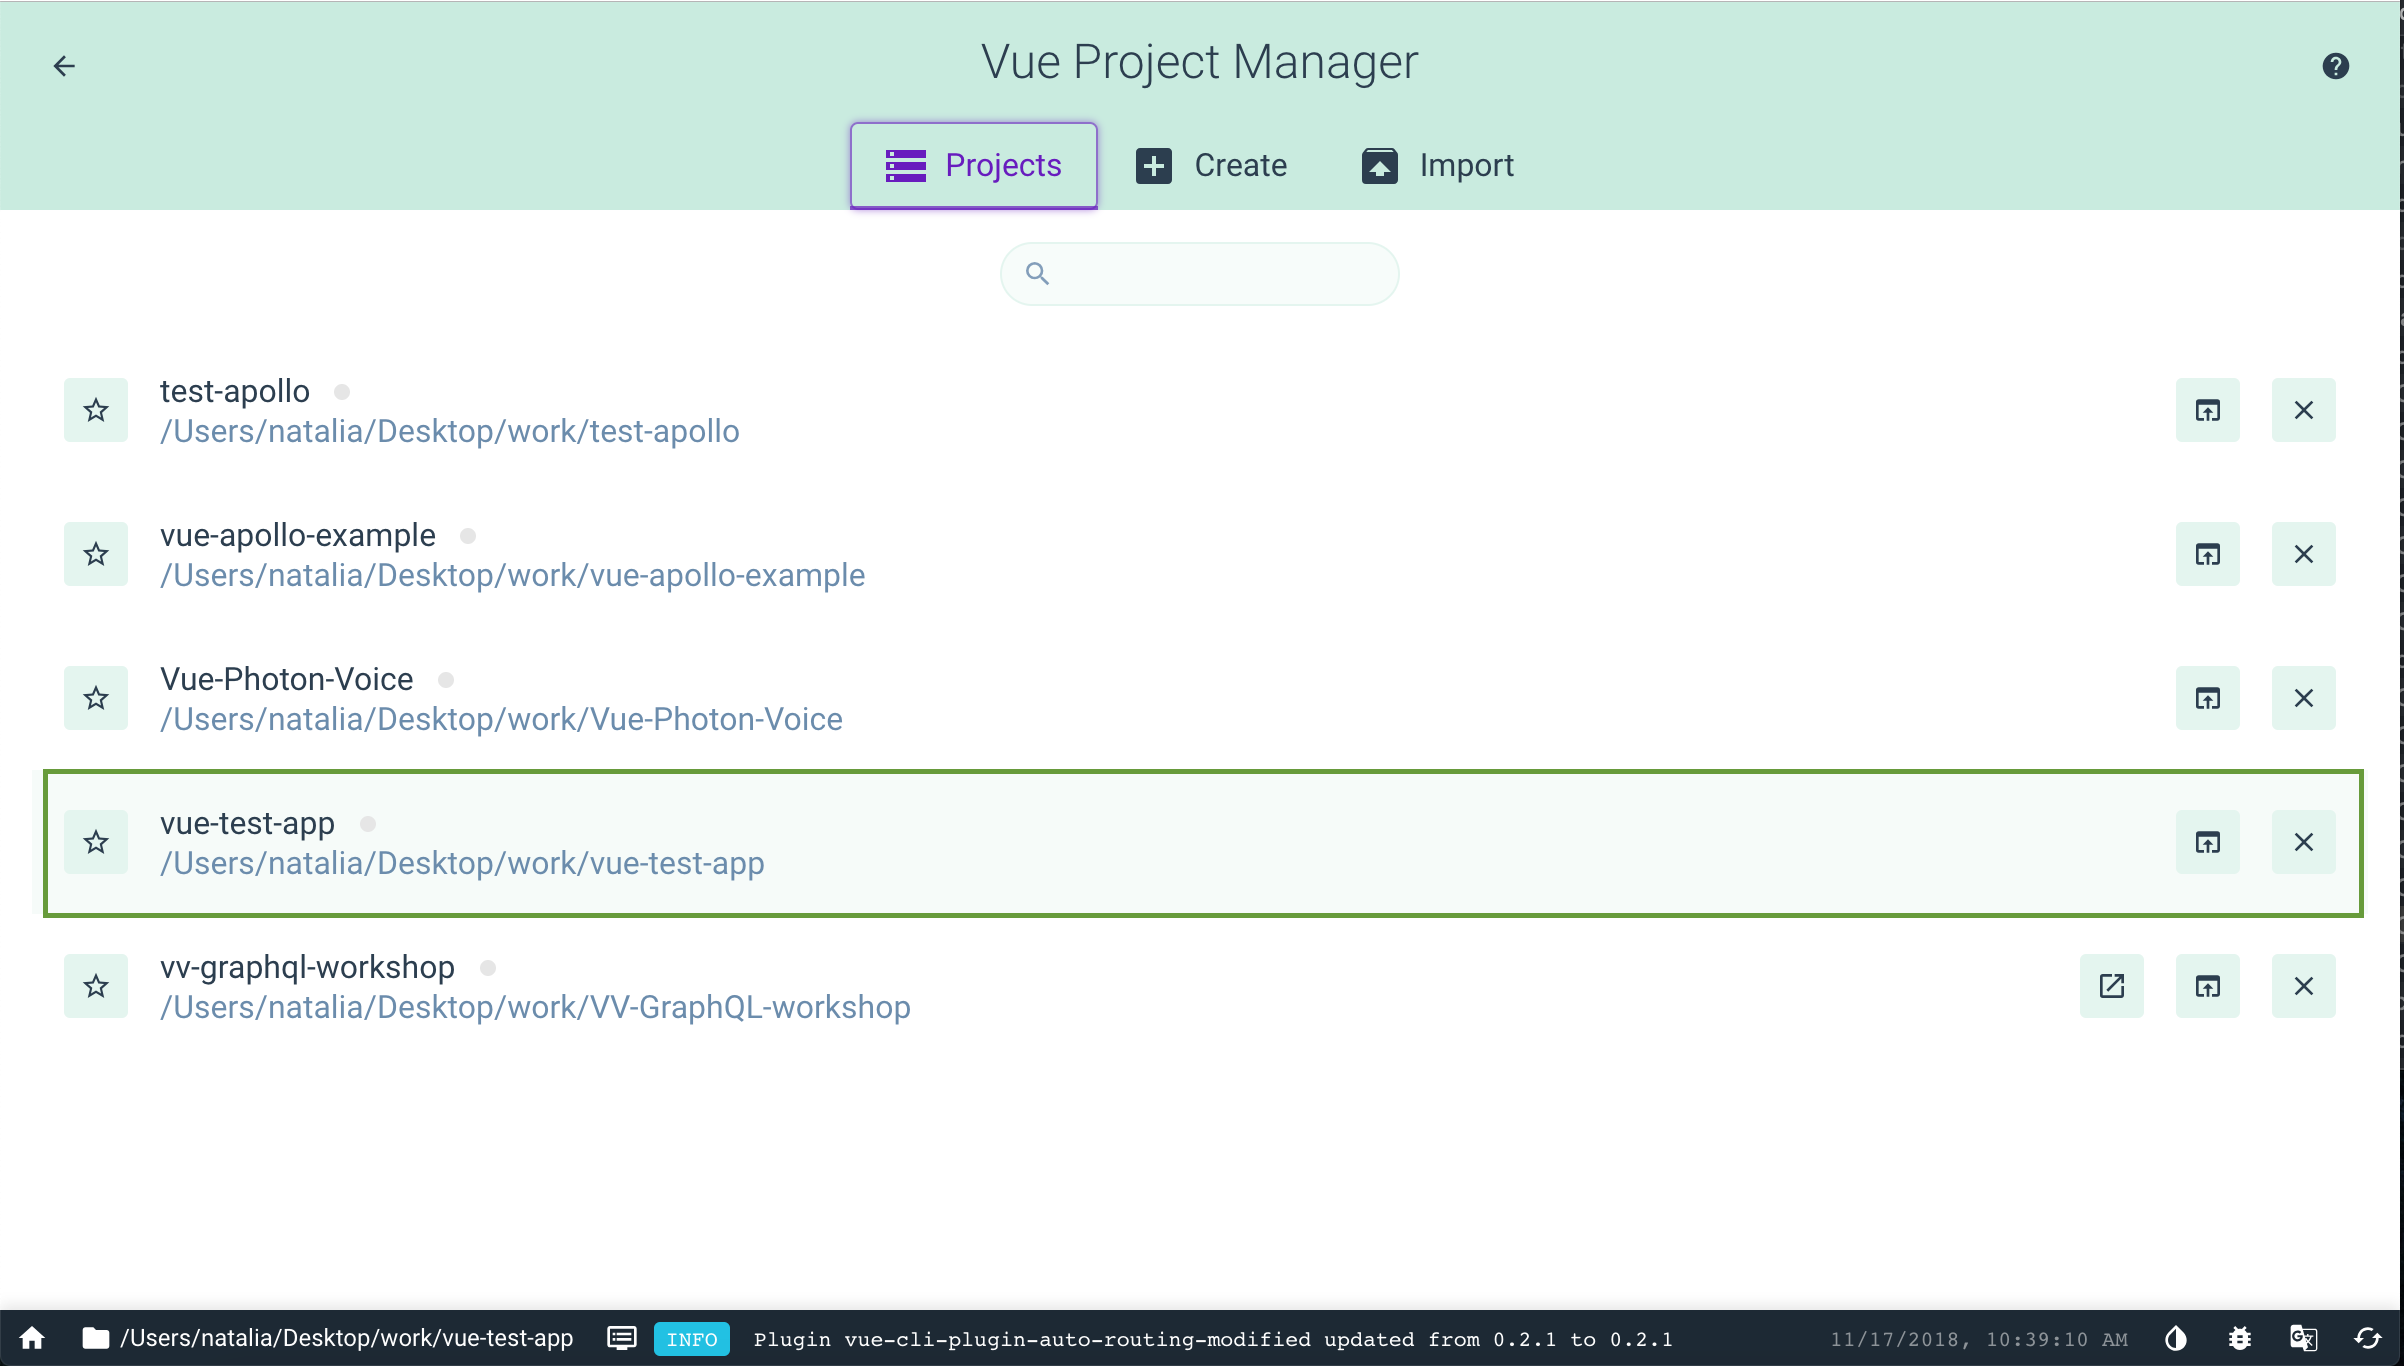 Vue Project Manager
Projects
Create
Import
test-apollo
/Users/natalia/Desktop/work/test-apollo
vue-apollo-example
/Users/natalia/Desktop/work/vue-apollo-example
Vue-Photon-Voice
/Users/natalia/Desktop/work/Vue-Photon-Voice
vue-test-app
/Users/natalia/Desktop/work/vue-test-app
vv-graphql-workshop
/Users/natalia/Desktop/work/VV-GraphQL-workshop
/Users/natalia/Desktop/work/vue-test-app INFO Plugin vue-cli-plugin-auto-routing-modified updated from 0.2.1 to 0.2.1 11/17/2018, 10:39:10 AM